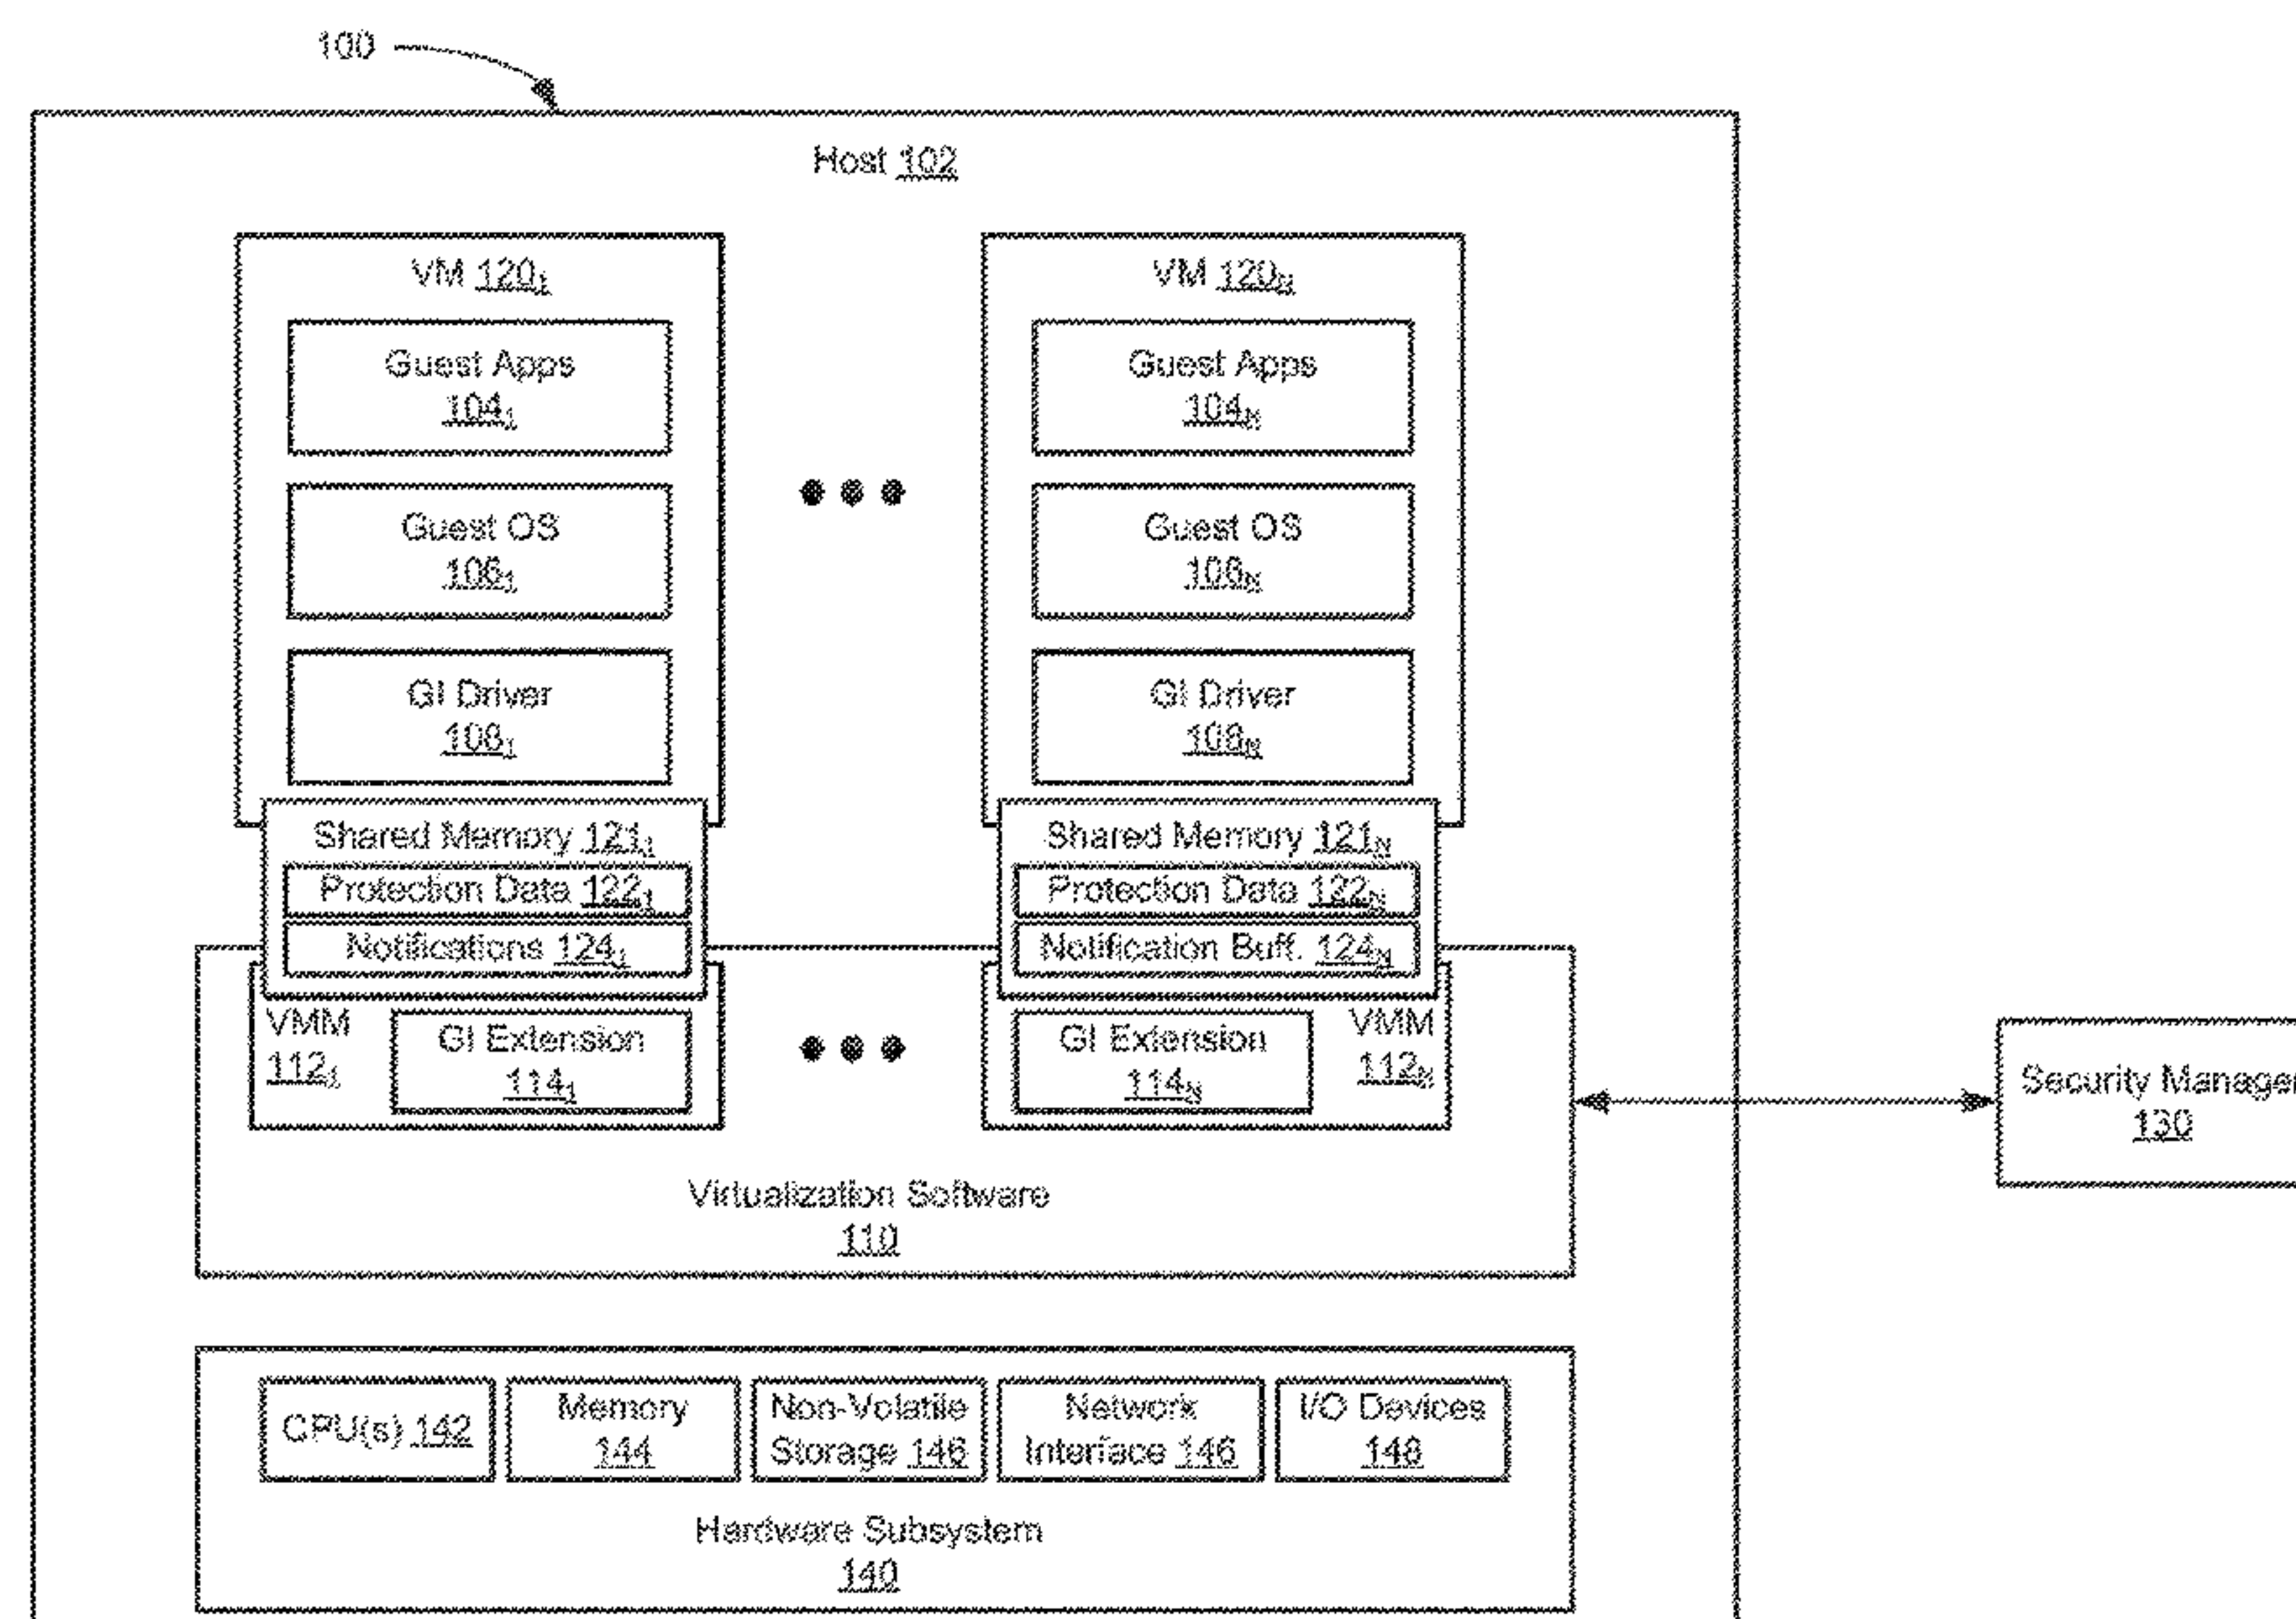 100
Host 102
VM 120₁
Guest Apps
104₁
Guest OS
106₁
GI Driver
108₁
Shared Memory 121₁
Protection Data 122₁
Notifications 124₁
VMM
112₁
GI Extension
114₁
VM 120N
Guest Apps
104N
Guest OS
106N
GI Driver
108N
Shared Memory 121N
Protection Data 122N
Notification Buff. 124N
GI Extension
114N
VMM
112N
Virtualization Software
110
Security Manager
130
CPU(s) 142
Memory
144
Non-Volatile
Storage 146
Network
Interface 146
I/O Devices
148
Hardware Subsystem
140